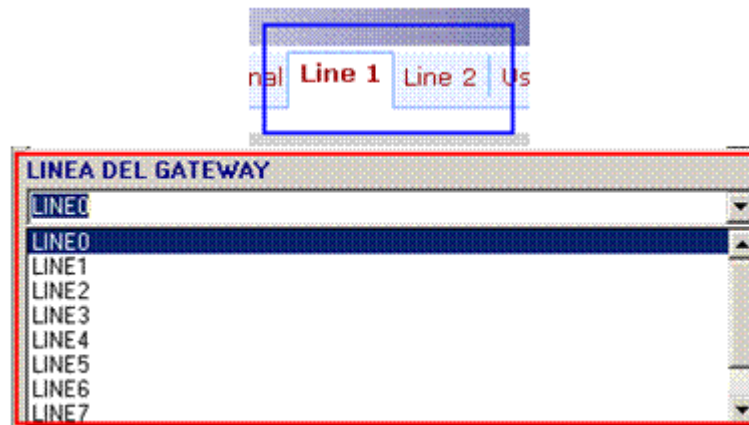 nal Line 1 Line 2 Us
LINEA DEL GATEWAY
LINE0
LINE0
LINE1
LINE2
LINE3
LINE4
LINE5
LINE6
LINE7